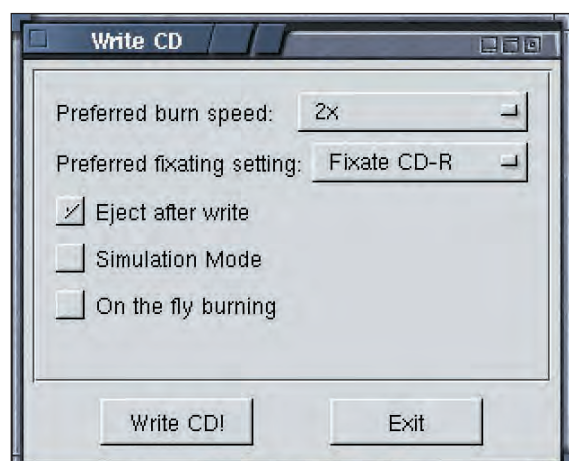 Write CD
Preferred burn speed: 2x
Preferred fixating setting: Fixate CD-R
Eject after write
Simulation Mode
On the fly burning
Write CD! Exit